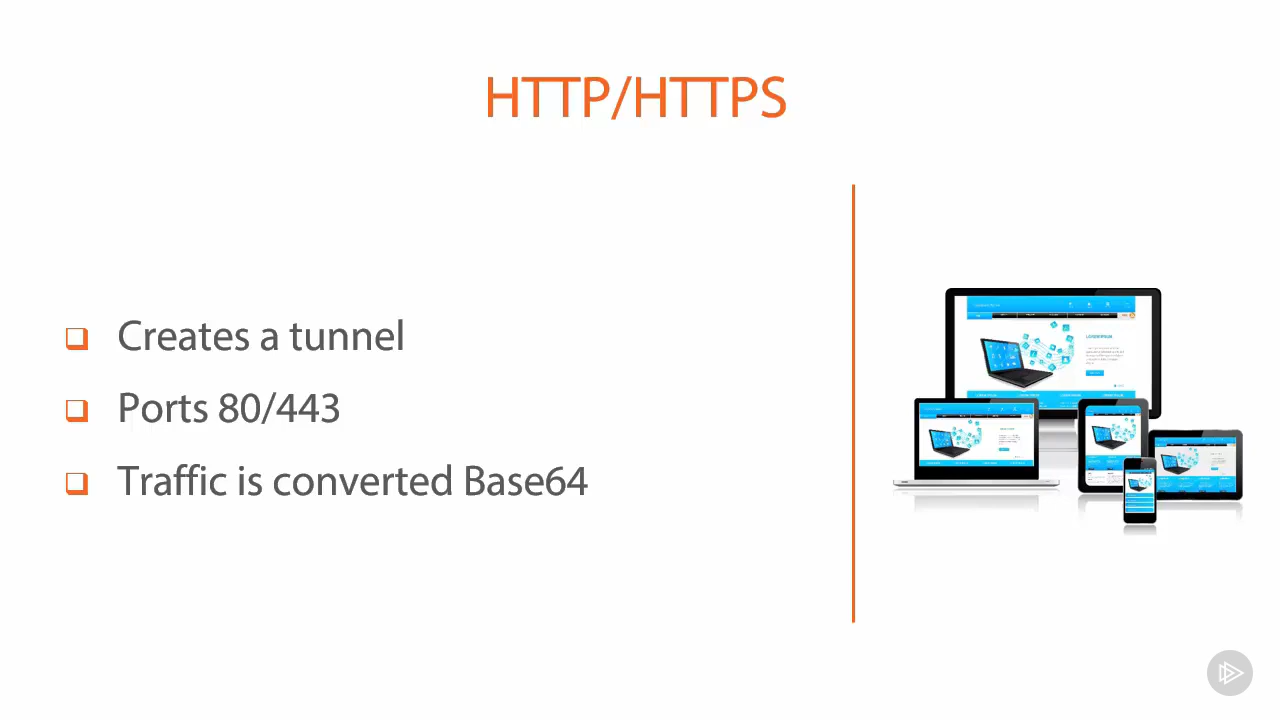 HTTP/HTTPS
Creates a tunnel
Ports 80/443
Traffic is converted Base64